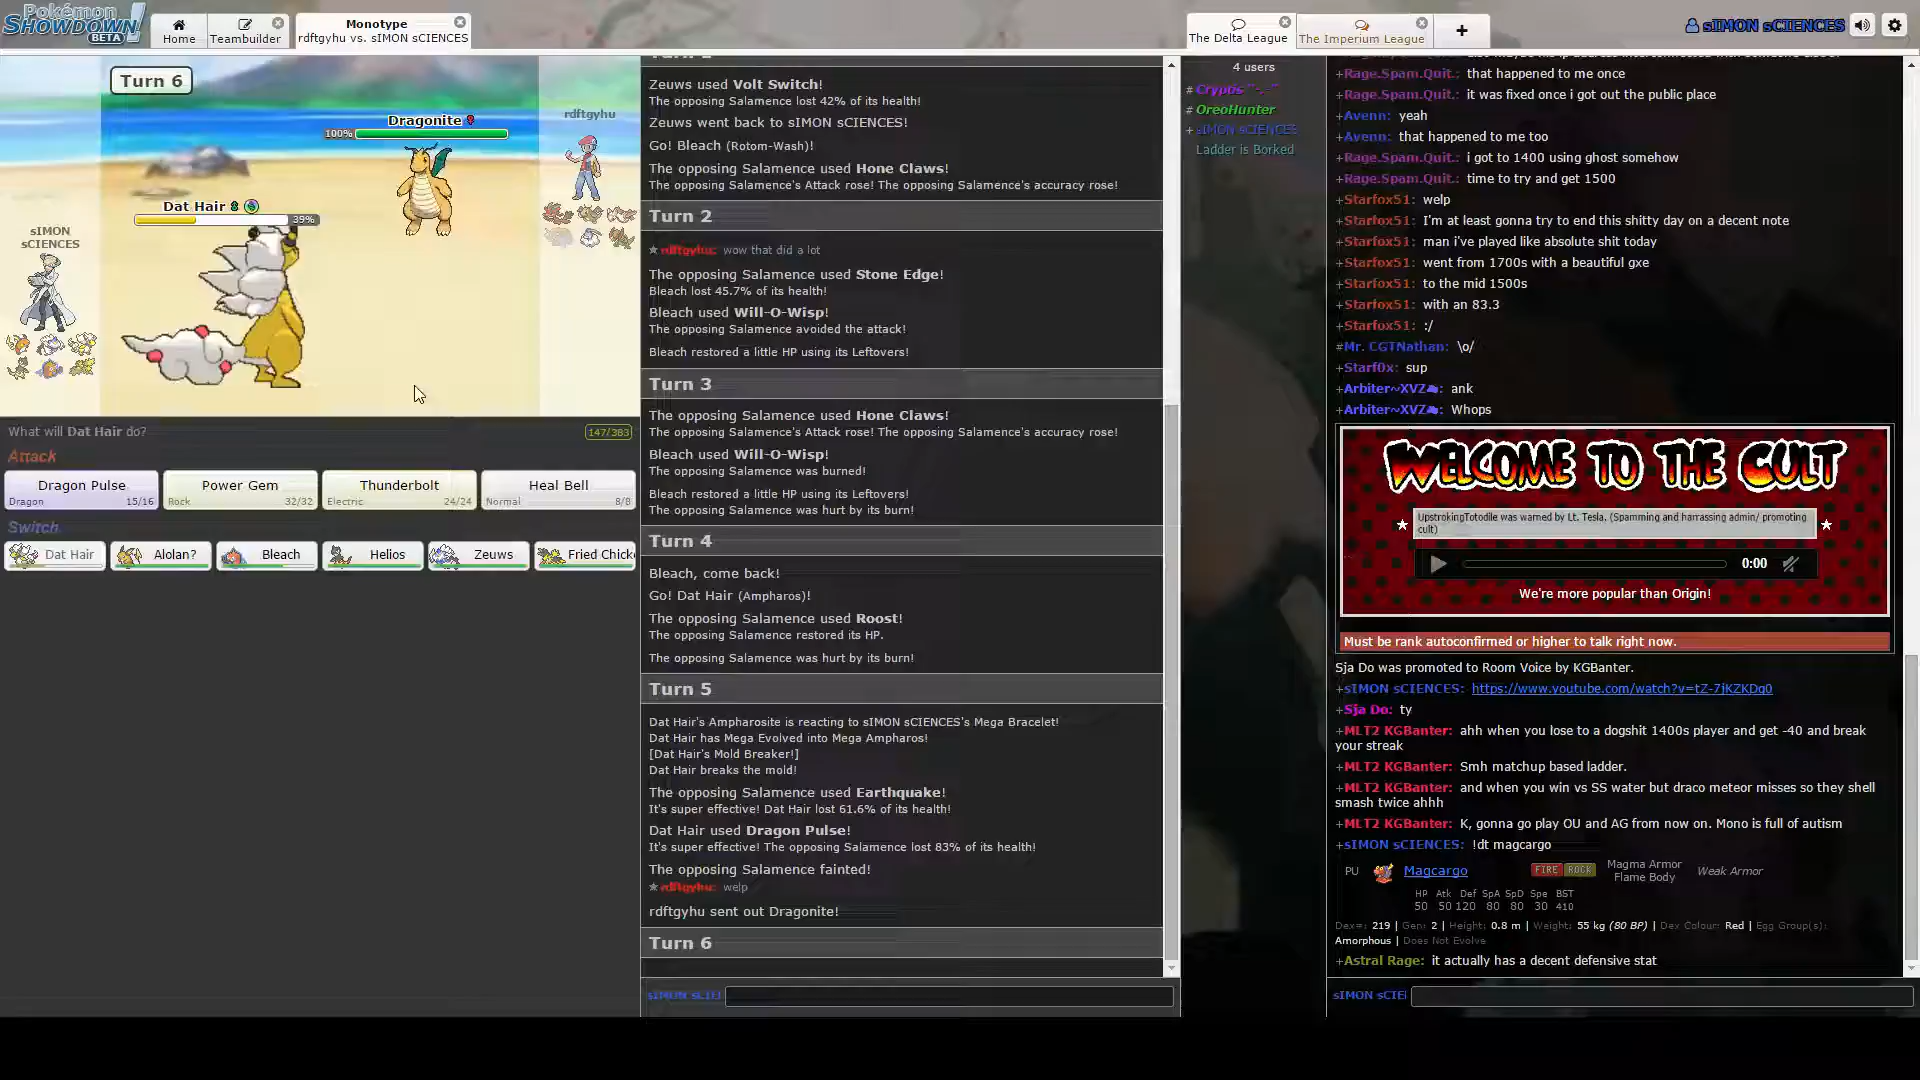 Pokémon
SHOWDOWN!
BETA
Home
Teambuilder
Monotype
rdftgyhu vs. sIMON sCIENCES
The Delta League
The Imperium League
+
sIMON sCIENCES
Turn 6
Dragonite
100%
rdftgyhu
Dat Hair
39%
sIMON
sCIENCES
What will Dat Hair do?
147/383
Attack
Dragon Pulse
Dragon 15/16
Power Gem
Rock 32/32
Thunderbolt
Electric 24/24
Heal Bell
Normal 8/8
Switch
Dat Hair
Alolan?
Bleach
Helios
Zeuws
Fried Chick
Zeuws used Volt Switch!
The opposing Salamence lost 42% of its health!
Zeuws went back to sIMON sCIENCES!
Go! Bleach (Rotom-Wash)!
The opposing Salamence used Hone Claws!
The opposing Salamence's Attack rose! The opposing Salamence's accuracy rose!
Turn 2
★rdftgyhu: wow that did a lot
The opposing Salamence used Stone Edge!
Bleach lost 45.7% of its health!
Bleach used Will-O-Wisp!
The opposing Salamence avoided the attack!
Bleach restored a little HP using its Leftovers!
Turn 3
The opposing Salamence used Hone Claws!
The opposing Salamence's Attack rose! The opposing Salamence's accuracy rose!
Bleach used Will-O-Wisp!
The opposing Salamence was burned!
Bleach restored a little HP using its Leftovers!
The opposing Salamence was hurt by its burn!
Turn 4
Bleach, come back!
Go! Dat Hair (Ampharos)!
The opposing Salamence used Roost!
The opposing Salamence restored its HP.
The opposing Salamence was hurt by its burn!
Turn 5
Dat Hair's Ampharosite is reacting to sIMON sCIENCES's Mega Bracelet!
Dat Hair has Mega Evolved into Mega Ampharos!
[Dat Hair's Mold Breaker!]
Dat Hair breaks the mold!
The opposing Salamence used Earthquake!
It's super effective! Dat Hair lost 61.6% of its health!
Dat Hair used Dragon Pulse!
It's super effective! The opposing Salamence lost 83% of its health!
The opposing Salamence fainted!
★rdftgyhu: welp
rdftgyhu sent out Dragonite!
Turn 6
sIMON sCIEI
4 users
# Cryptis "-.-"
# OreoHunter
+ sIMON sCIENCES
Ladder is Borked
+Rage.Spam.Quit.: that happened to me once
+Rage.Spam.Quit.: it was fixed once i got out the public place
+Avenn: yeah
+Avenn: that happened to me too
+Rage.Spam.Quit.: i got to 1400 using ghost somehow
+Rage.Spam.Quit.: time to try and get 1500
+Starfox51: welp
+Starfox51: I'm at least gonna try to end this shitty day on a decent note
+Starfox51: man i've played like absolute shit today
+Starfox51: went from 1700s with a beautiful gxe
+Starfox51: to the mid 1500s
+Starfox51: with an 83.3
+Starfox51: :/
#Mr. CGTNathan: \o/
+Starf0x: sup
+Arbiter~XVZ: ank
+Arbiter~XVZ: Whops
WELCOME TO THE CULT
★ UpstrokingTotodile was warned by Lt. Tesla. (Spamming and harrassing admin/ promoting ★
cult)
0:00
We're more popular than Origin!
Must be rank autoconfirmed or higher to talk right now.
Sja Do was promoted to Room Voice by KGBanter.
+sIMON sCIENCES: https://www.youtube.com/watch?v=tZ-7jKZKDq0
+Sja Do: ty
+MLT2 KGBanter: ahh when you lose to a dogshit 1400s player and get -40 and break
your streak
+MLT2 KGBanter: Smh matchup based ladder.
+MLT2 KGBanter: and when you win vs SS water but draco meteor misses so they shell
smash twice ahhh
+MLT2 KGBanter: K, gonna go play OU and AG from now on. Mono is full of autism
+sIMON sCIENCES: !dt magcargo
PU Magcargo FIRE ROCK Magma Armor Flame Body Weak Armor
HP Atk Def SpA SpD Spe BST
50 50 120 80 80 30 410
Dex#: 219 | Gen: 2 | Height: 0.8 m | Weight: 55 kg (80 BP) | Dex Colour: Red | Egg Group(s):
Amorphous | Does Not Evolve
+Astral Rage: it actually has a decent defensive stat
sIMON sCIEI